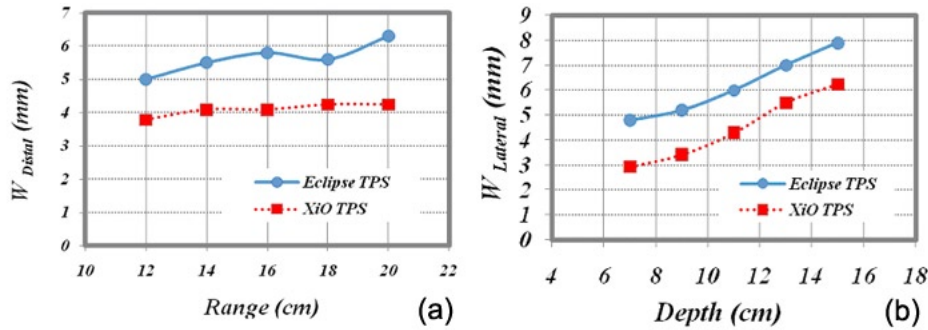 7
6
5
4
3
2
1
0
W Distal (mm)
Eclipse TPS
XiO TPS
10 12 14 16 18 20 22
Range (cm)
(a)
9
8
7
6
5
4
3
2
1
0
W Lateral (mm)
Eclipse TPS
XiO TPS
4 6 8 10 12 14 16 18
Depth (cm)
(b)